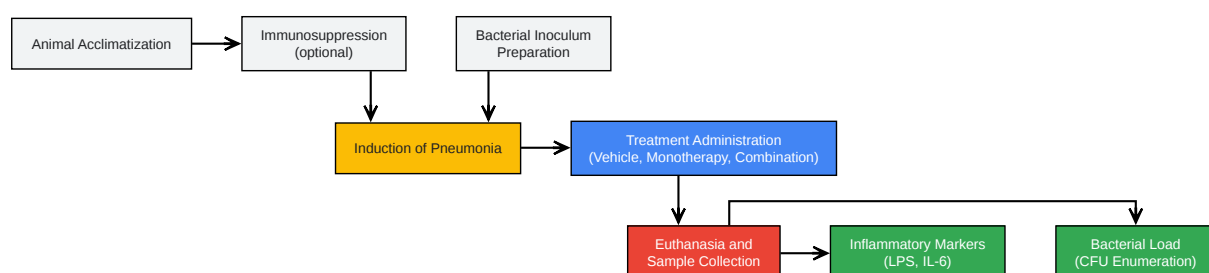 Animal Acclimatization
Immunosuppression
(optional)
Bacterial Inoculum
Preparation
Induction of Pneumonia
Treatment Administration
(Vehicle, Monotherapy, Combination)
Euthanasia and
Sample Collection
Inflammatory Markers
(LPS, IL-6)
Bacterial Load
(CFU Enumeration)